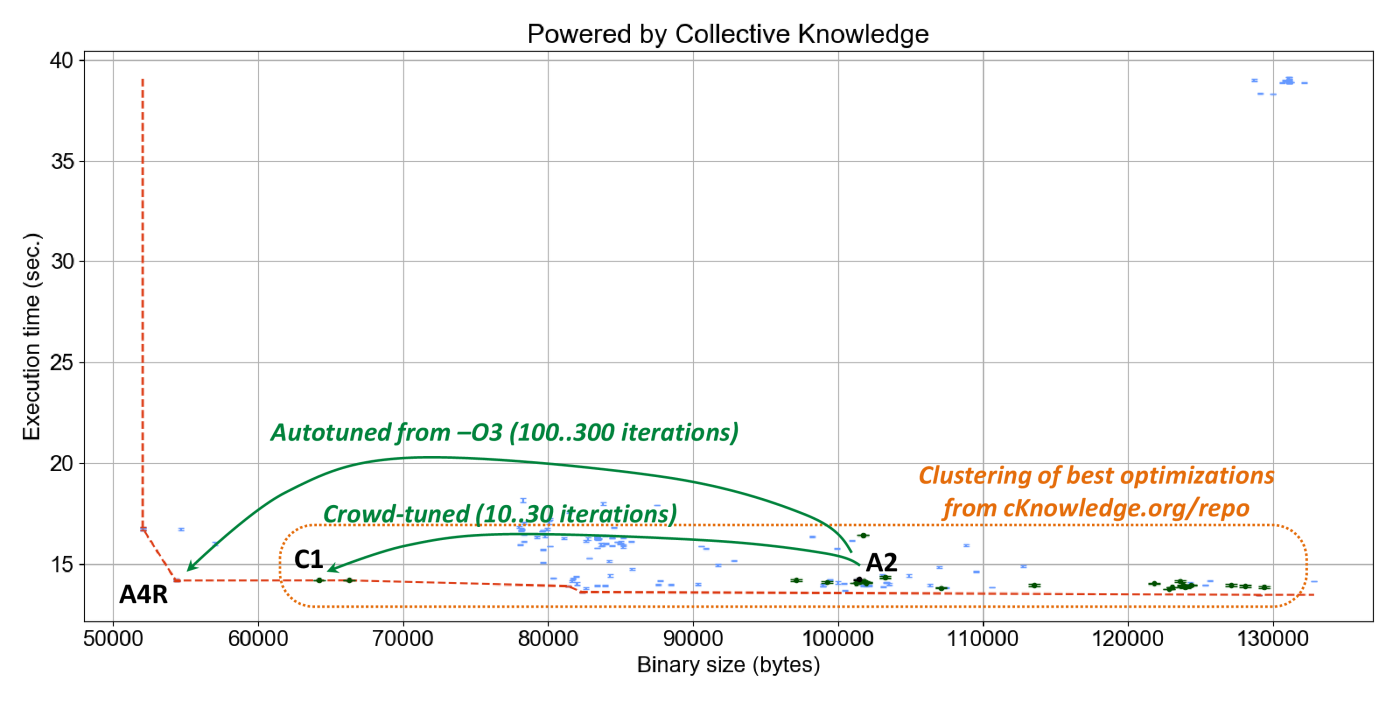 Powered by Collective Knowledge
40
35
30
25
20
15
Execution time (sec.)
Autotuned from –O3 (100..300 iterations)
Clustering of best optimizations
from cKnowledge.org/repo
Crowd-tuned (10..30 iterations)
C1
A2
A4R
50000 60000 70000 80000 90000 100000 110000 120000 130000
Binary size (bytes)